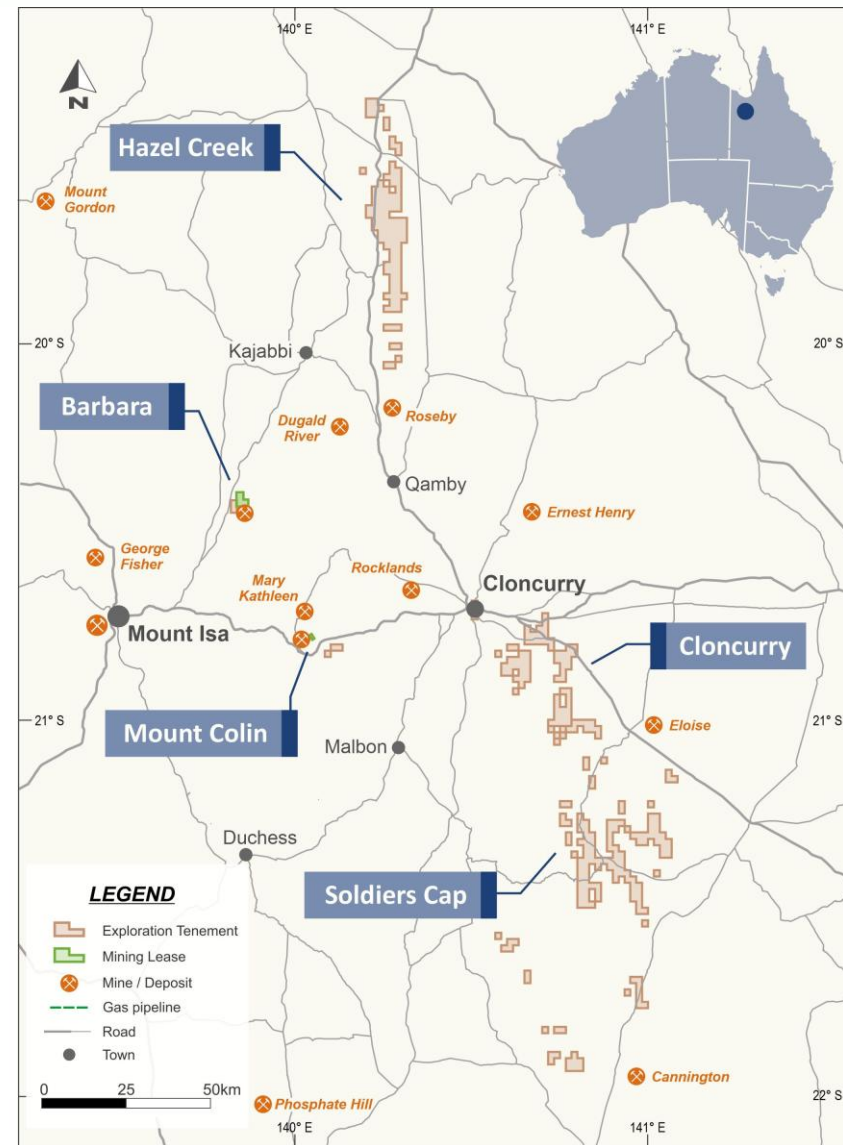 140° E
141° E
N
Hazel Creek
Mount
Gordon
20° S
20° S
Kajabbi
Barbara
Dugald
River
Roseby
Qamby
Ernest Henry
George
Fisher
Mary
Kathleen
Rocklands
Cloncurry
Mount Isa
Cloncurry
Mount Colin
21° S
21° S
Eloise
Malbon
Duchess
Soldiers Cap
LEGEND
Exploration Tenement
Mining Lease
Mine / Deposit
Gas pipeline
Road
Town
0
25
50km
Cannington
Phosphate Hill
22° S
140° E
141° E